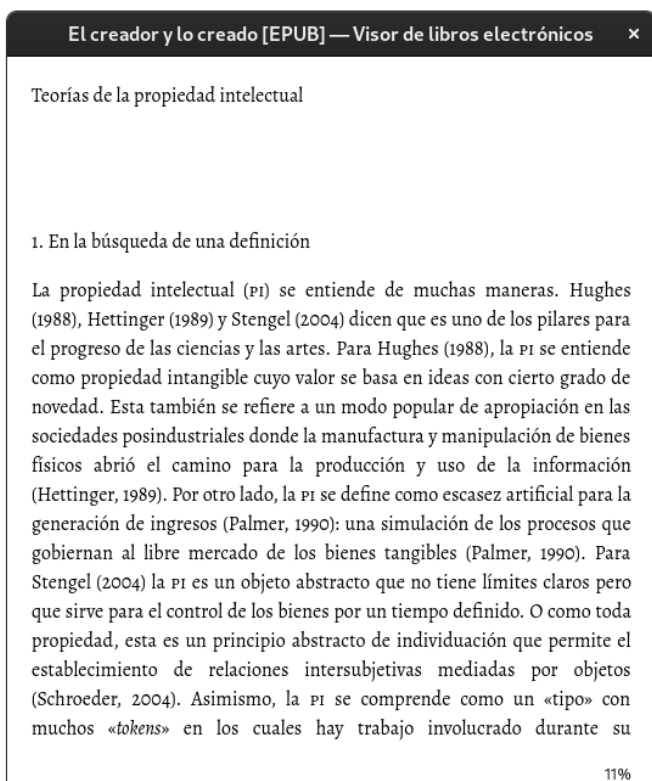 El creador y lo creado [EPUB] — Visor de libros electrónicos ×
Teorías de la propiedad intelectual
1. En la búsqueda de una definición
La propiedad intelectual (PI) se entiende de muchas maneras. Hughes
(1988), Hettinger (1989) y Stengel (2004) dicen que es uno de los pilares para
el progreso de las ciencias y las artes. Para Hughes (1988), la PI se entiende
como propiedad intangible cuyo valor se basa en ideas con cierto grado de
novedad. Esta también se refiere a un modo popular de apropiación en las
sociedades posindustriales donde la manufactura y manipulación de bienes
físicos abrió el camino para la producción y uso de la información
(Hettinger, 1989). Por otro lado, la PI se define como escasez artificial para la
generación de ingresos (Palmer, 1990): una simulación de los procesos que
gobiernan al libre mercado de los bienes tangibles (Palmer, 1990). Para
Stengel (2004) la PI es un objeto abstracto que no tiene límites claros pero
que sirve para el control de los bienes por un tiempo definido. O como toda
propiedad, esta es un principio abstracto de individuación que permite el
establecimiento de relaciones intersubjetivas mediadas por objetos
(Schroeder, 2004). Asimismo, la PI se comprende como un «tipo» con
muchos «tokens» en los cuales hay trabajo involucrado durante su
11%